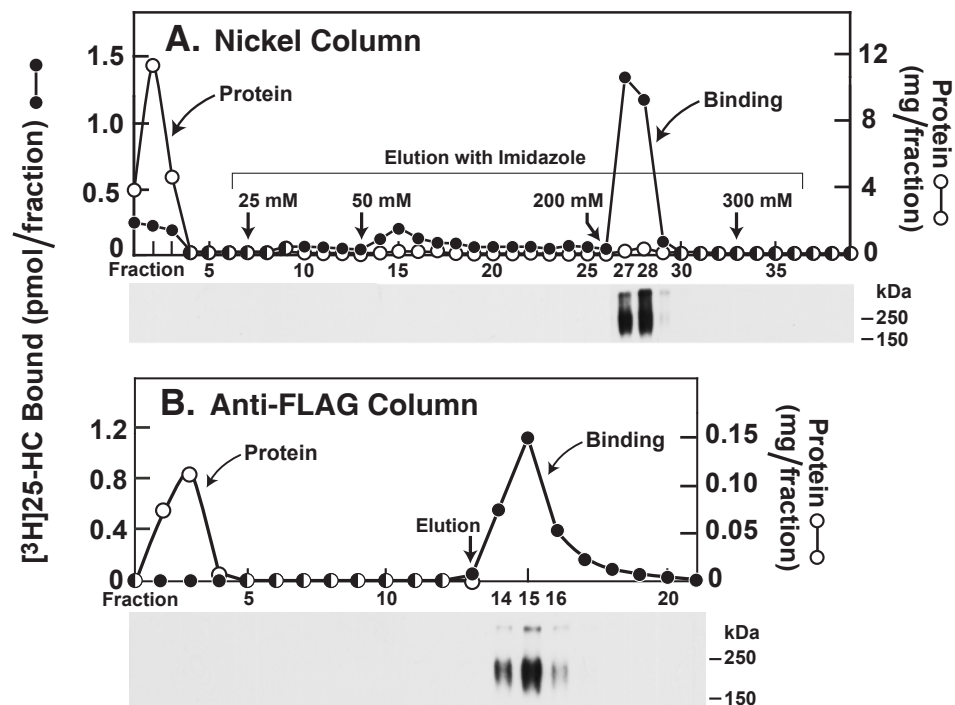 A. Nickel Column
[³H]25-HC Bound (pmol/fraction)
1.5
1.0
0.5
0
12
8
4
0
Protein (mg/fraction)
Protein
Binding
Elution with Imidazole
25 mM
50 mM
200 mM
300 mM
Fraction 5 10 15 20 25 27 28 30 35
kDa
250
150
B. Anti-FLAG Column
1.2
0.8
0.4
0
0.15
0.10
0.05
0
Protein (mg/fraction)
Protein
Binding
Elution
Fraction 5 10 14 15 16 20
kDa
250
150